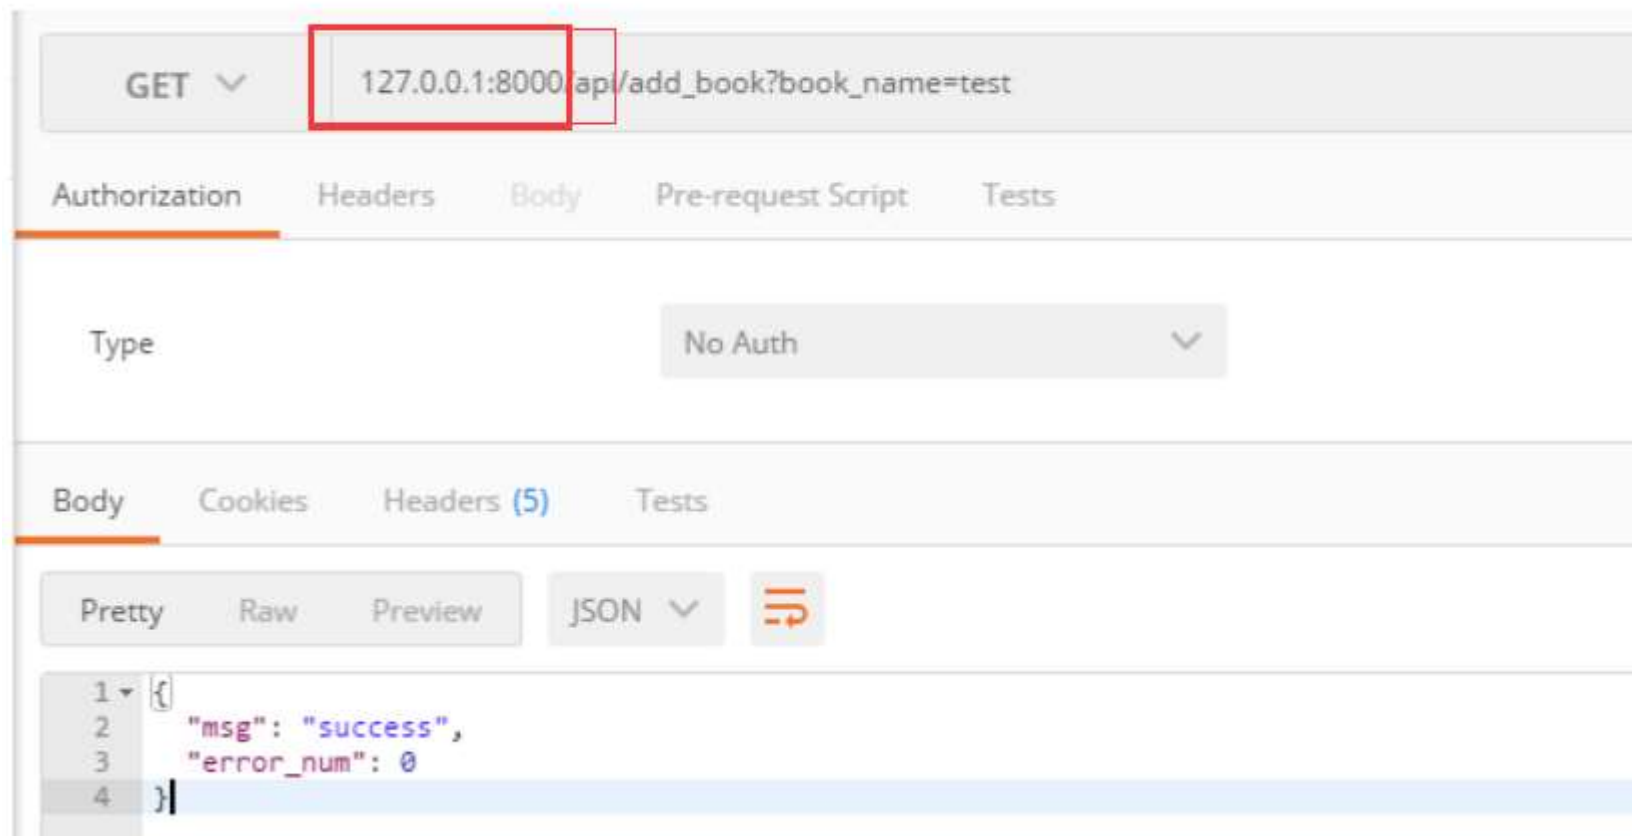 GET 127.0.0.1:8000/api/add_book?book_name=test
Authorization Headers Body Pre-request Script Tests
Type No Auth
Body Cookies Headers (5) Tests
Pretty Raw Preview JSON
1 {
2 "msg": "success",
3 "error_num": 0
4 }